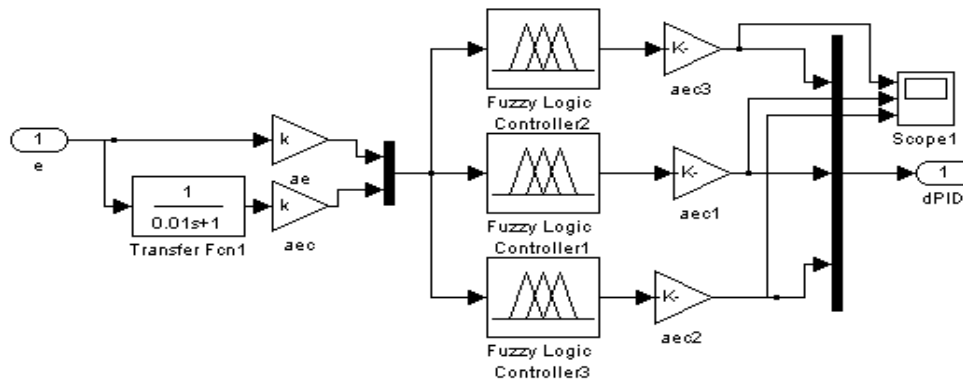 1
e
k
ae
1
0.01s+1
Transfer Fcn1
k
aec
Fuzzy Logic
Controller2
K-
aec3
Fuzzy Logic
Controller1
K-
aec1
Fuzzy Logic
Controller3
K-
aec2
Scope1
1
dPID